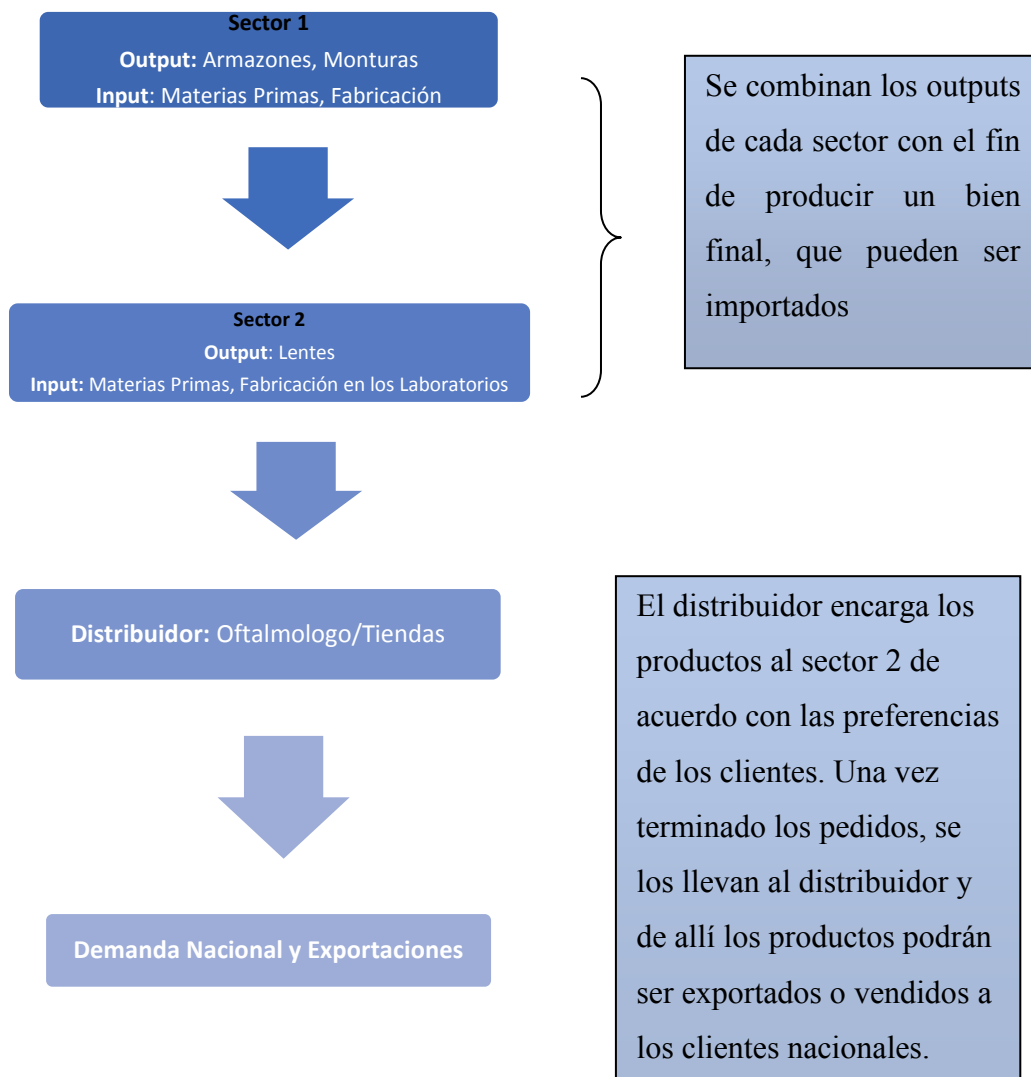 Sector 1
Output: Armazones, Monturas
Input: Materias Primas, Fabricación
Se combinan los outputs
de cada sector con el fin
de producir un bien
final, que pueden ser
importados
Sector 2
Output: Lentes
Input: Materias Primas, Fabricación en los Laboratorios
Distribuidor: Oftalmologo/Tiendas
El distribuidor encarga los
productos al sector 2 de
acuerdo con las preferencias
de los clientes. Una vez
terminado los pedidos, se
los llevan al distribuidor y
de allí los productos podrán
ser exportados o vendidos a
los clientes nacionales.
Demanda Nacional y Exportaciones